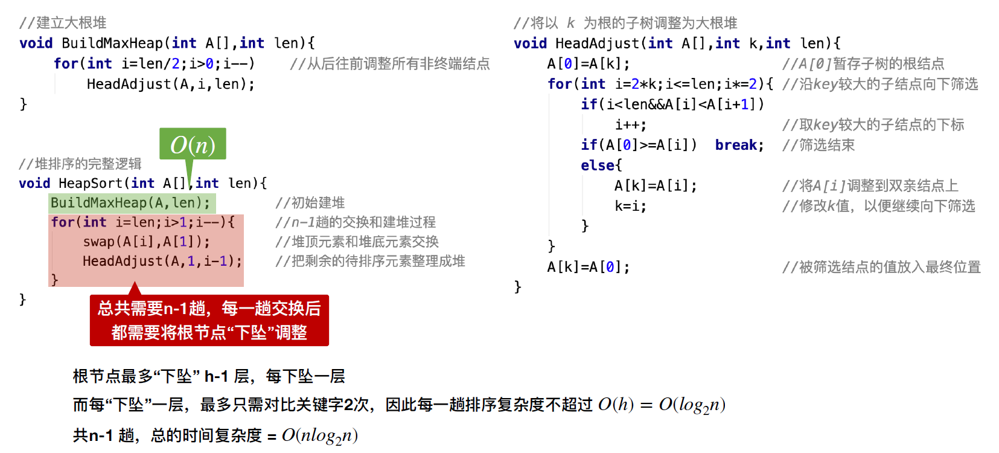 //建立大根堆
void BuildMaxHeap(int A[],int len){
for(int i=len/2;i>0;i--) //从后往前调整所有非终端结点
HeadAdjust(A,i,len);
}
O(n)
//堆排序的完整逻辑
void HeapSort(int A[],int len){
BuildMaxHeap(A,len); //初始建堆
for(int i=len;i>1;i--){ //n-1趟的交换和建堆过程
swap(A[i],A[1]); //堆顶元素和堆底元素交换
HeadAdjust(A,1,i-1); //把剩余的待排序元素整理成堆
}
}
总共需要n-1趟，每一趟交换后
都需要将根节点“下坠”调整
//将以 k 为根的子树调整为大根堆
void HeadAdjust(int A[],int k,int len){
A[0]=A[k]; //A[0]暂存子树的根结点
for(int i=2*k;i<=len;i*=2){ //沿key较大的子结点向下筛选
if(i<len&&A[i]<A[i+1])
i++; //取key较大的子结点的下标
if(A[0]>=A[i]) break; //筛选结束
else{
A[k]=A[i]; //将A[i]调整到双亲结点上
k=i; //修改k值，以便继续向下筛选
}
}
A[k]=A[0]; //被筛选结点的值放入最终位置
}
根节点最多“下坠” h-1 层，每下坠一层
而每“下坠”一层，最多只需对比关键字2次，因此每一趟排序复杂度不超过 O(h) = O(log₂n)
共n-1 趟，总的时间复杂度 = O(nlog₂n)